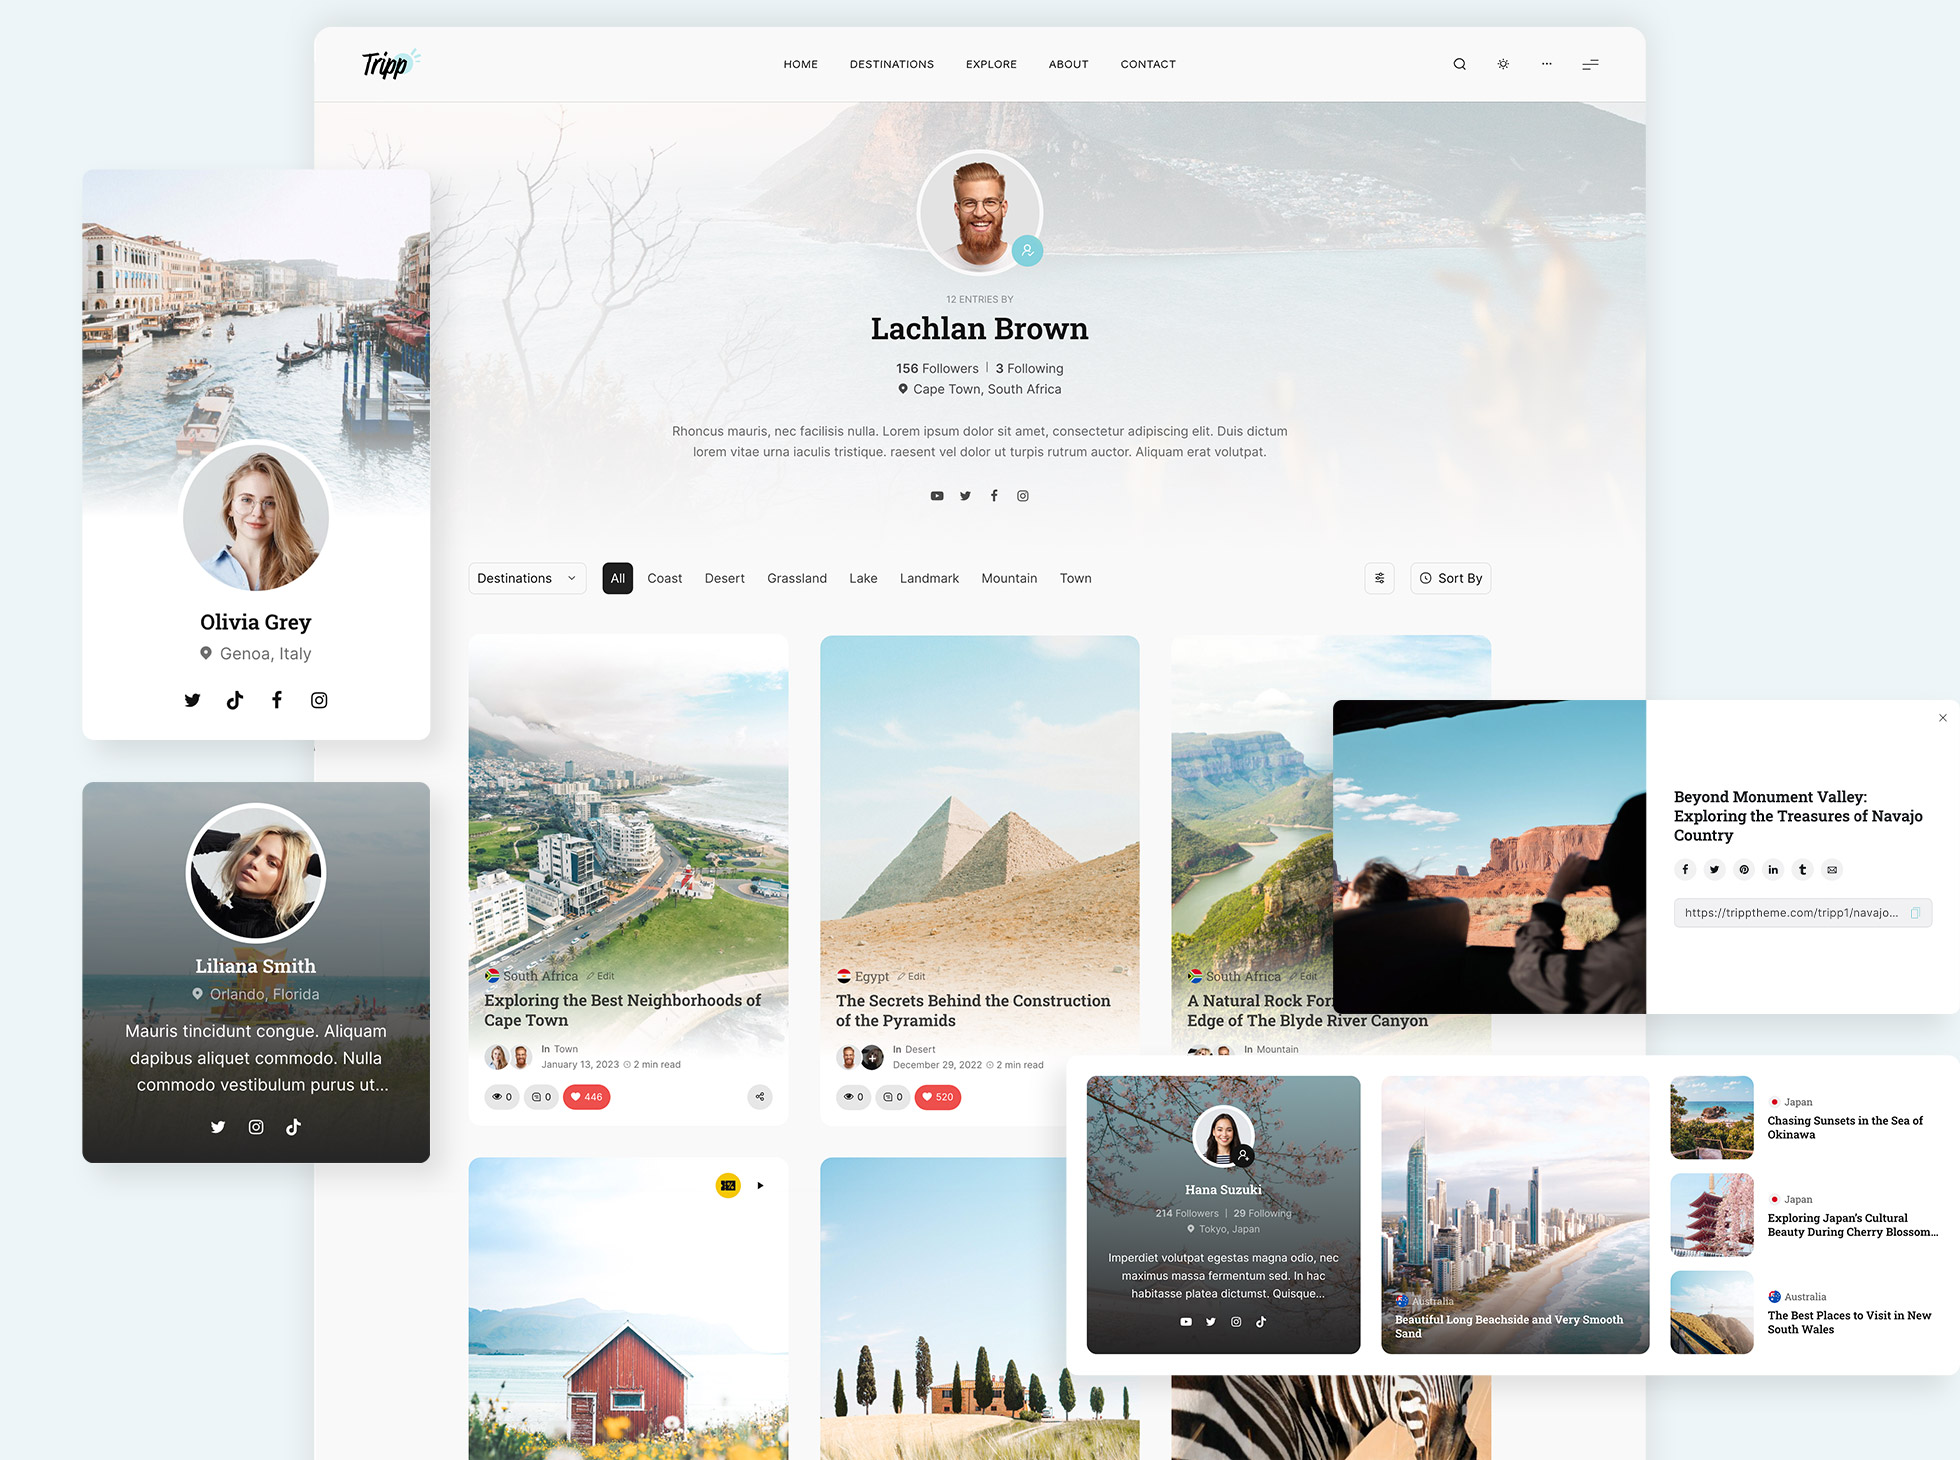 Tripp
HOME
DESTINATIONS
EXPLORE
ABOUT
CONTACT
12 ENTRIES BY
Lachlan Brown
156 Followers | 3 Following
Cape Town, South Africa
Rhoncus mauris, nec facilisis nulla. Lorem ipsum dolor sit amet, consectetur adipiscing elit. Duis dictum
lorem vitae urna iaculis tristique. raesent vel dolor ut turpis rutrum auctor. Aliquam erat volutpat.
Olivia Grey
Genoa, Italy
Liliana Smith
Orlando, Florida
Mauris tincidunt congue. Aliquam
dapibus aliquet commodo. Nulla
commodo vestibulum purus ut...
Destinations
All
Coast
Desert
Grassland
Lake
Landmark
Mountain
Town
Sort By
South Africa Edit
Exploring the Best Neighborhoods of
Cape Town
In Town
January 13, 2023 2 min read
0 0 446
Egypt Edit
The Secrets Behind the Construction
of the Pyramids
In Desert
December 29, 2022 2 min read
0 0 520
South Africa Edit
A Natural Rock For
Edge of The Blyde River Canyon
In Mountain
Beyond Monument Valley:
Exploring the Treasures of Navajo
Country
https://tripptheme.com/tripp1/navajo...
Hana Suzuki
214 Followers | 29 Following
Tokyo, Japan
Imperdiet volutpat egestas magna odio, nec
maximus massa fermentum sed. In hac
habitasse platea dictumst. Quisque...
Australia
Beautiful Long Beachside and Very Smooth
Sand
Japan
Chasing Sunsets in the Sea of
Okinawa
Japan
Exploring Japan's Cultural
Beauty During Cherry Blossom...
Australia
The Best Places to Visit in New
South Wales